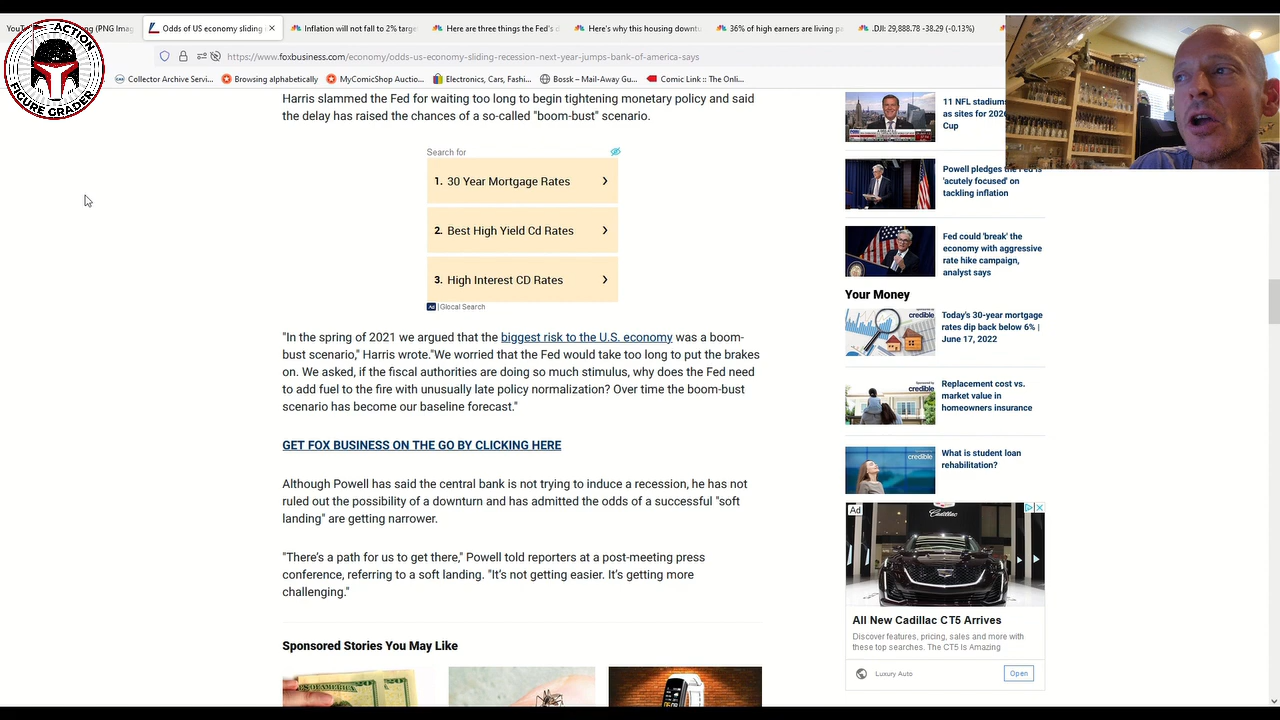 ACTION
FIGURE GRADER
YouT
ng (PNG Imag
Odds of US economy sliding i
Inflation will not fall to 2% targe
Here are three things the Fed's d
Here's why this housing downtu
36% of high earners are living pa
.DJI: 29,888.78 -38.29 (-0.13%)
https://www.foxbusiness.com/economy/odds-us-economy-sliding-recession-next-year-jumps-bank-of-america-says
Collector Archive Servi...
Browsing alphabetically
MyComicShop Auctio...
Electronics, Cars, Fashi...
Bossk – Mail-Away Gu...
Comic Link :: The Onli...
Harris slammed the Fed for waiting too long to begin tightening monetary policy and said
the delay has raised the chances of a so-called "boom-bust" scenario.
Search for
1. 30 Year Mortgage Rates
2. Best High Yield Cd Rates
3. High Interest CD Rates
Ad | Glocal Search
"In the spring of 2021 we argued that the biggest risk to the U.S. economy was a boom-
bust scenario," Harris wrote."We worried that the Fed would take too long to put the brakes
on. We asked, if the fiscal authorities are doing so much stimulus, why does the Fed need
to add fuel to the fire with unusually late policy normalization? Over time the boom-bust
scenario has become our baseline forecast."
GET FOX BUSINESS ON THE GO BY CLICKING HERE
Although Powell has said the central bank is not trying to induce a recession, he has not
ruled out the possibility of a downturn and has admitted the odds of a successful "soft
landing" are getting narrower.
"There's a path for us to get there," Powell told reporters at a post-meeting press
conference, referring to a soft landing. "It's not getting easier. It's getting more
challenging."
Sponsored Stories You May Like
11 NFL stadiums
as sites for 2026
Cup
Powell pledges the Fed is
'acutely focused' on
tackling inflation
Fed could 'break' the
economy with aggressive
rate hike campaign,
analyst says
Your Money
Today's 30-year mortgage
rates dip back below 6% |
June 17, 2022
Replacement cost vs.
market value in
homeowners insurance
What is student loan
rehabilitation?
Ad
Cadillac
All New Cadillac CT5 Arrives
Discover features, pricing, sales and more with
these top searches. The CT5 Is Amazing
Luxury Auto
Open